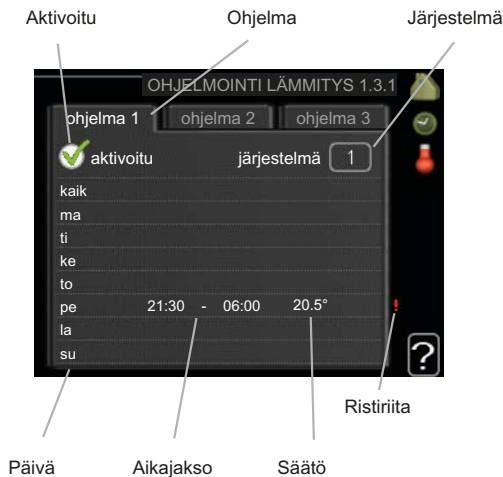 Aktivoitu Ohjelma Järjestelmä
OHJELMOINTI LÄMMITYS 1.3.1
ohjelma 1 ohjelma 2 ohjelma 3
aktivoitu järjestelmä 1
kaik
ma
ti
ke
to
pe 21:30 - 06:00 20.5° !
la
su
?
Ristiriita
Päivä Aikajakso Säätö